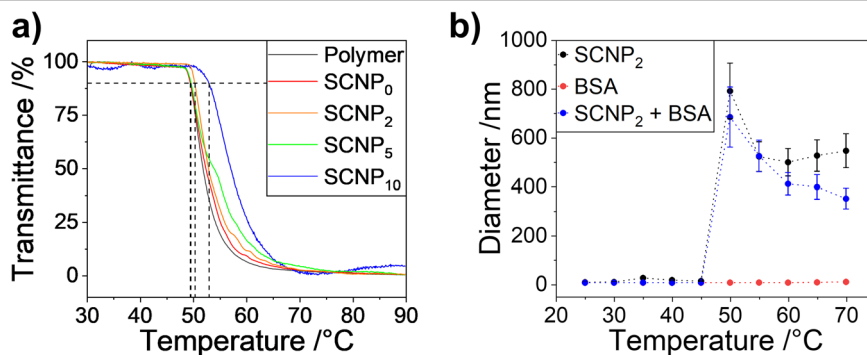 a)
Transmittance /%
100
75
50
25
0
30 40 50 60 70 80 90
Temperature /°C
Polymer
SCNP₀
SCNP₂
SCNP₅
SCNP₁₀
b)
Diameter /nm
1000
800
600
400
200
0
20 30 40 50 60 70
Temperature /°C
SCNP₂
BSA
SCNP₂ + BSA